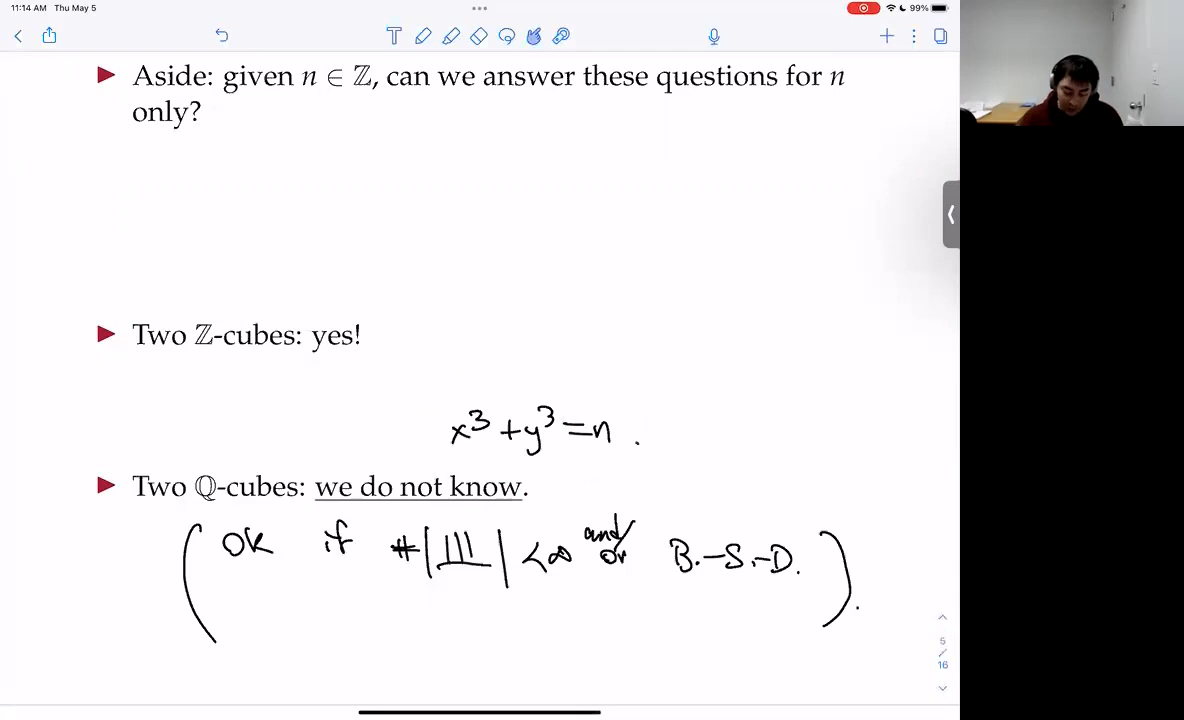 11:14 AM Thu May 5
99%
▶ Aside: given n ∈ ℤ, can we answer these questions for n
only?
▶ Two ℤ-cubes: yes!
x³ + y³ = n .
▶ Two ℚ-cubes: we do not know.
( OK if #|Ш| < ∞ and/or B.-S.-D. ).
5
16